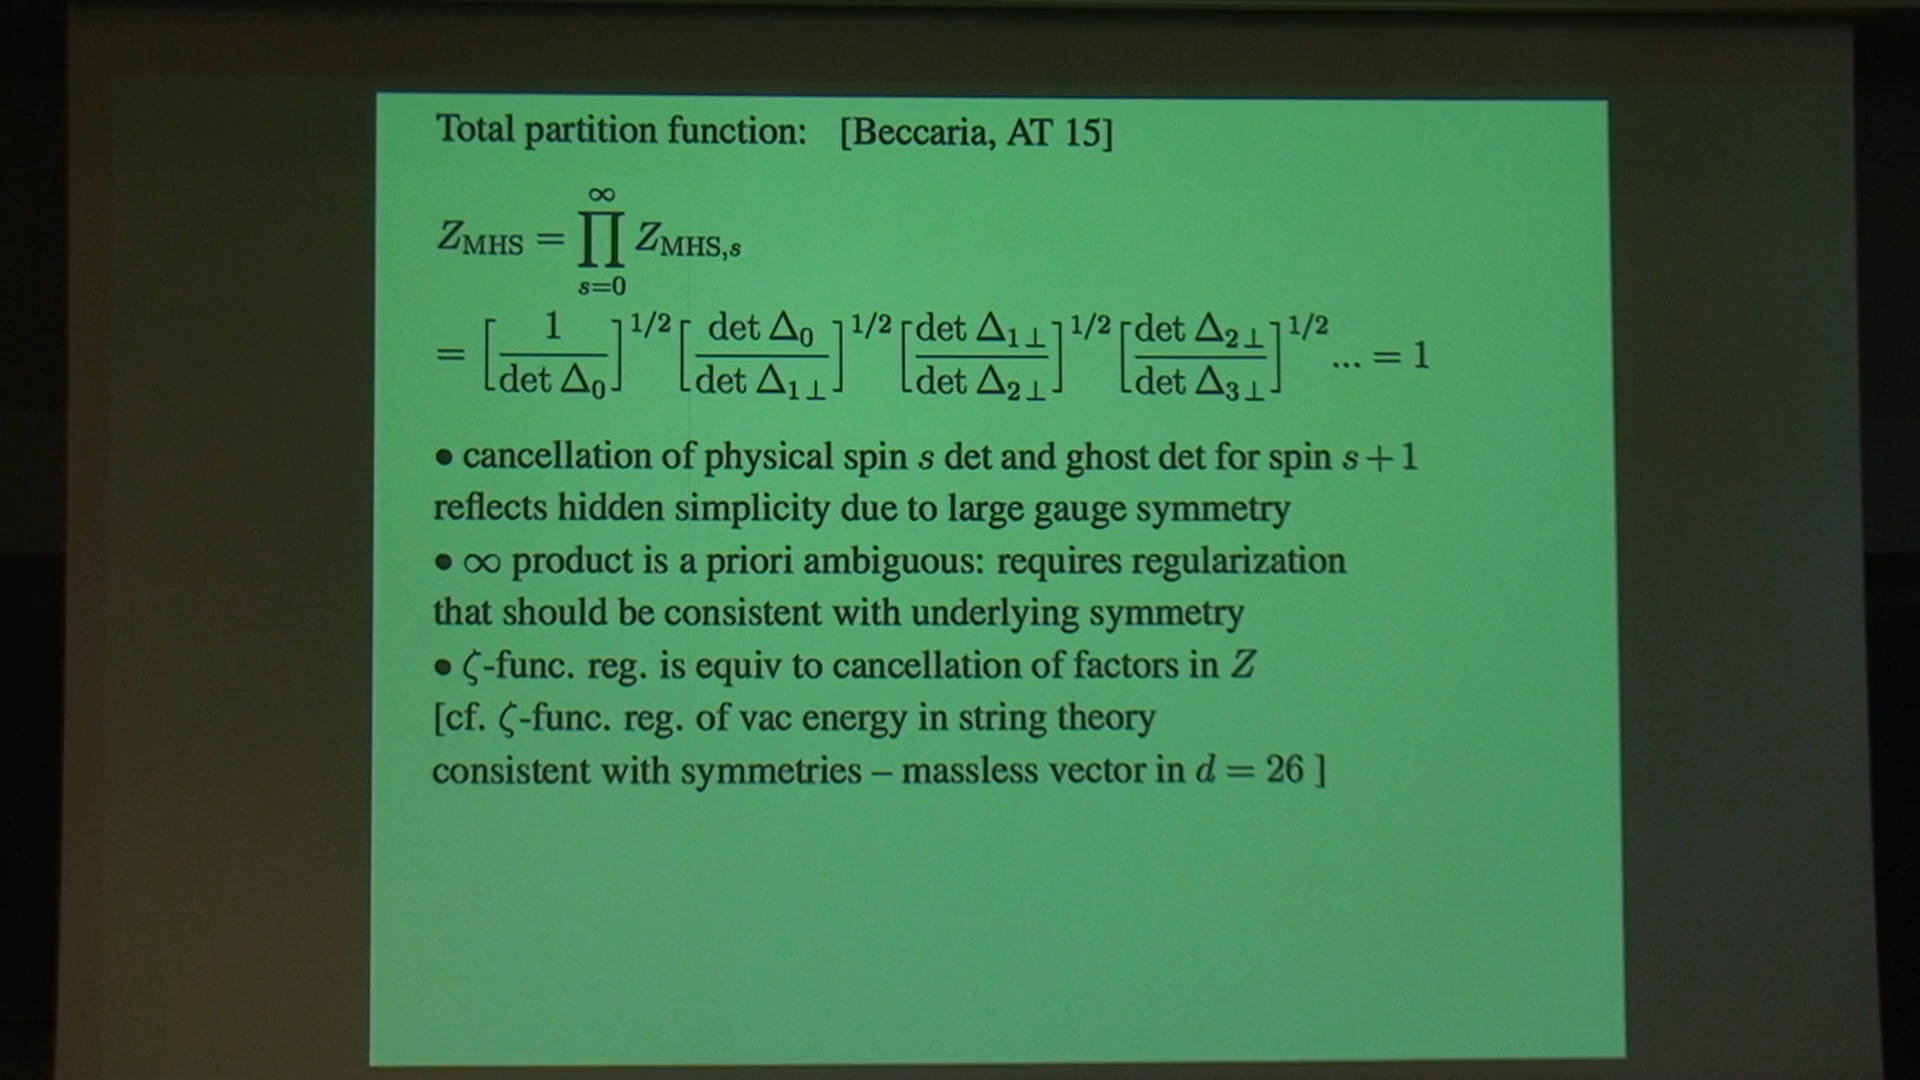 Total partition function: [Beccaria, AT 15]
Z_MHS = ∏_{s=0}^{∞} Z_{MHS,s}
= [1/det Δ_0]^{1/2} [det Δ_0/det Δ_{1⊥}]^{1/2} [det Δ_{1⊥}/det Δ_{2⊥}]^{1/2} [det Δ_{2⊥}/det Δ_{3⊥}]^{1/2} ... = 1
• cancellation of physical spin s det and ghost det for spin s+1
reflects hidden simplicity due to large gauge symmetry
• ∞ product is a priori ambiguous: requires regularization
that should be consistent with underlying symmetry
• ζ-func. reg. is equiv to cancellation of factors in Z
[cf. ζ-func. reg. of vac energy in string theory
consistent with symmetries – massless vector in d = 26 ]